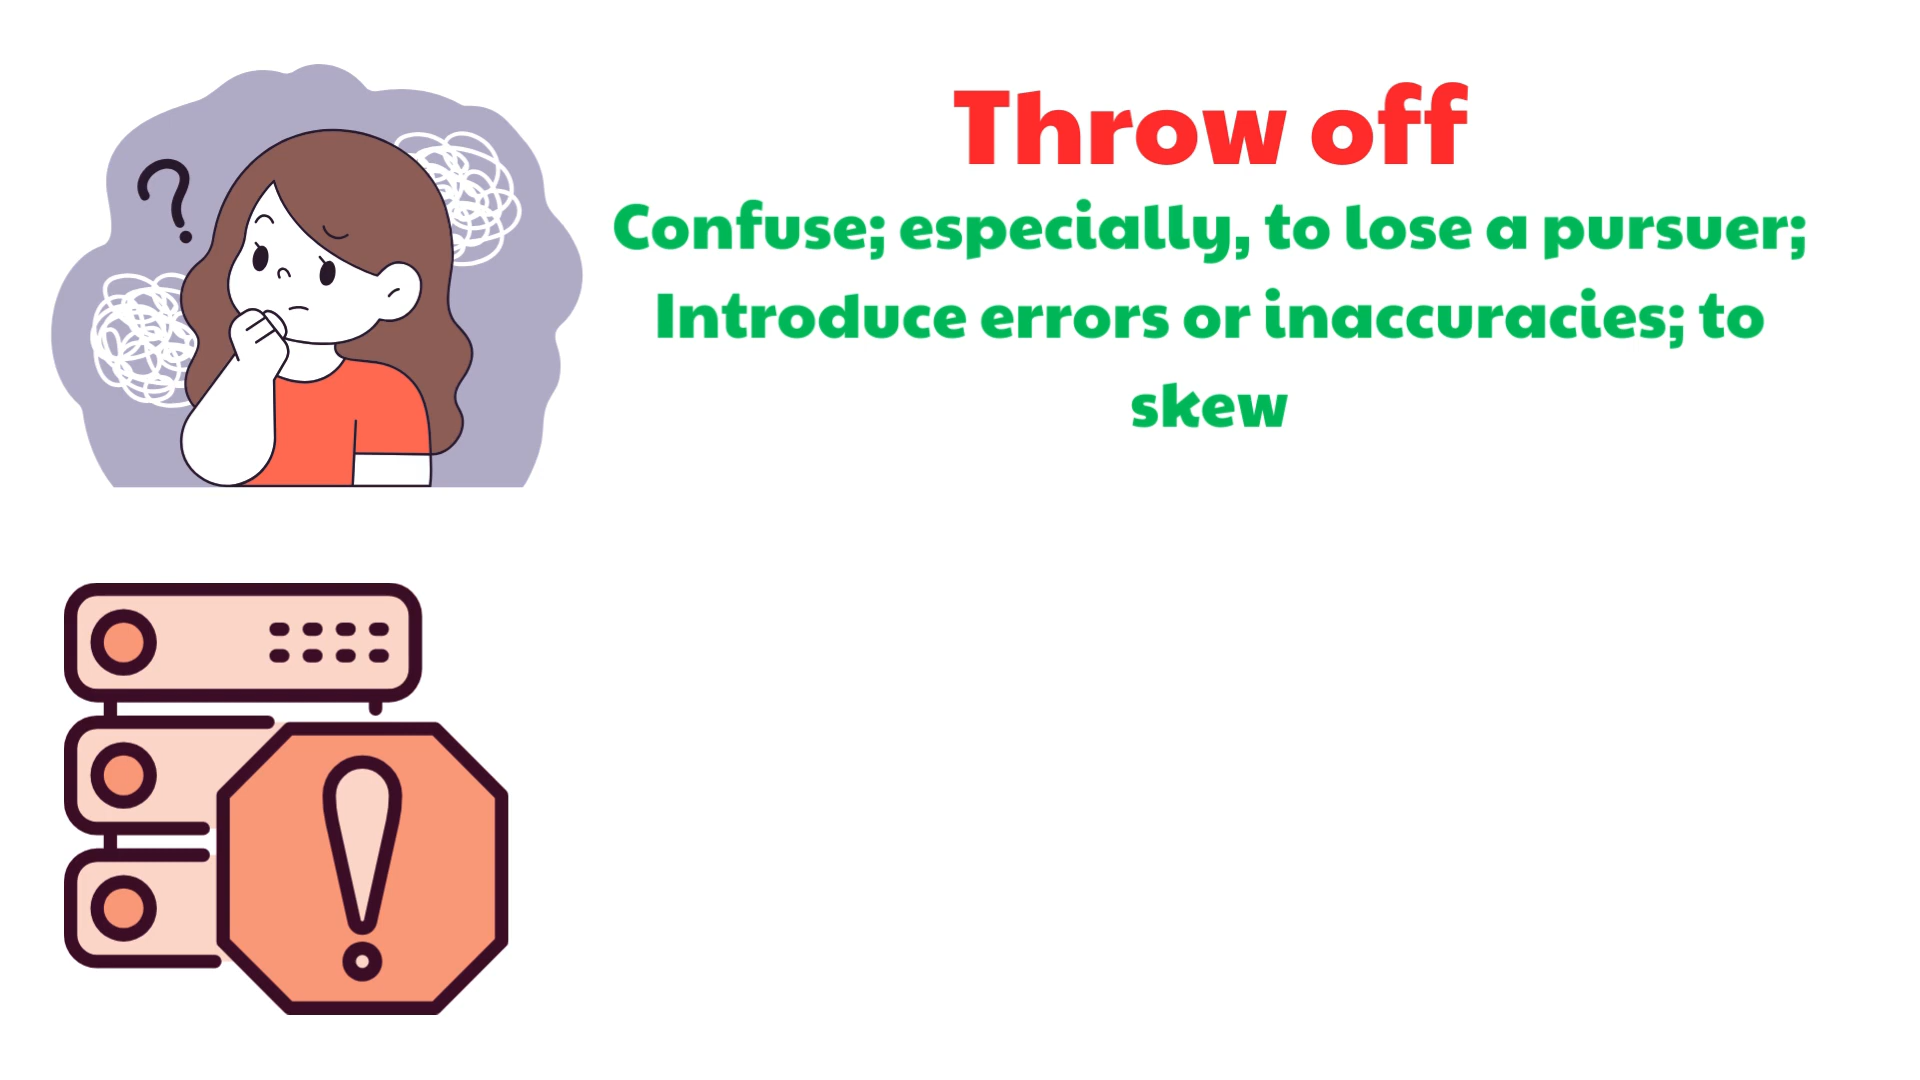 Throw off
Confuse; especially, to lose a pursuer;
Introduce errors or inaccuracies; to
skew